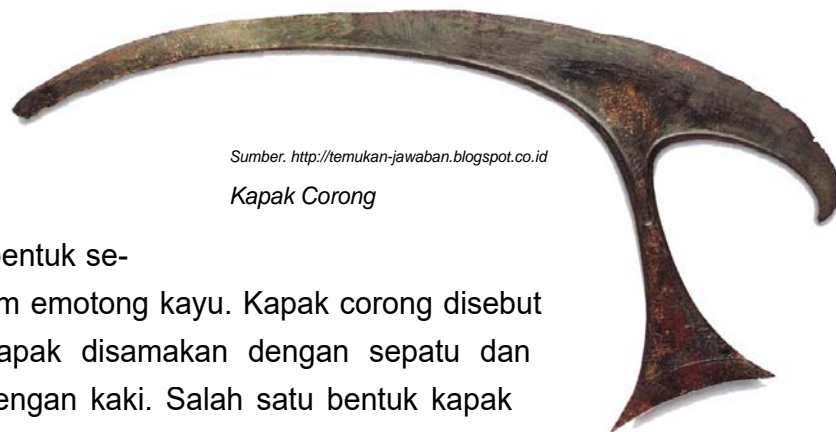 Sumber. http://temukan-jawaban.blogspot.co.id
Kapak Corong
bentuk se-
m emotong kayu. Kapak corong disebut
apak disamakan dengan sepatu dan
engan kaki. Salah satu bentuk kapak